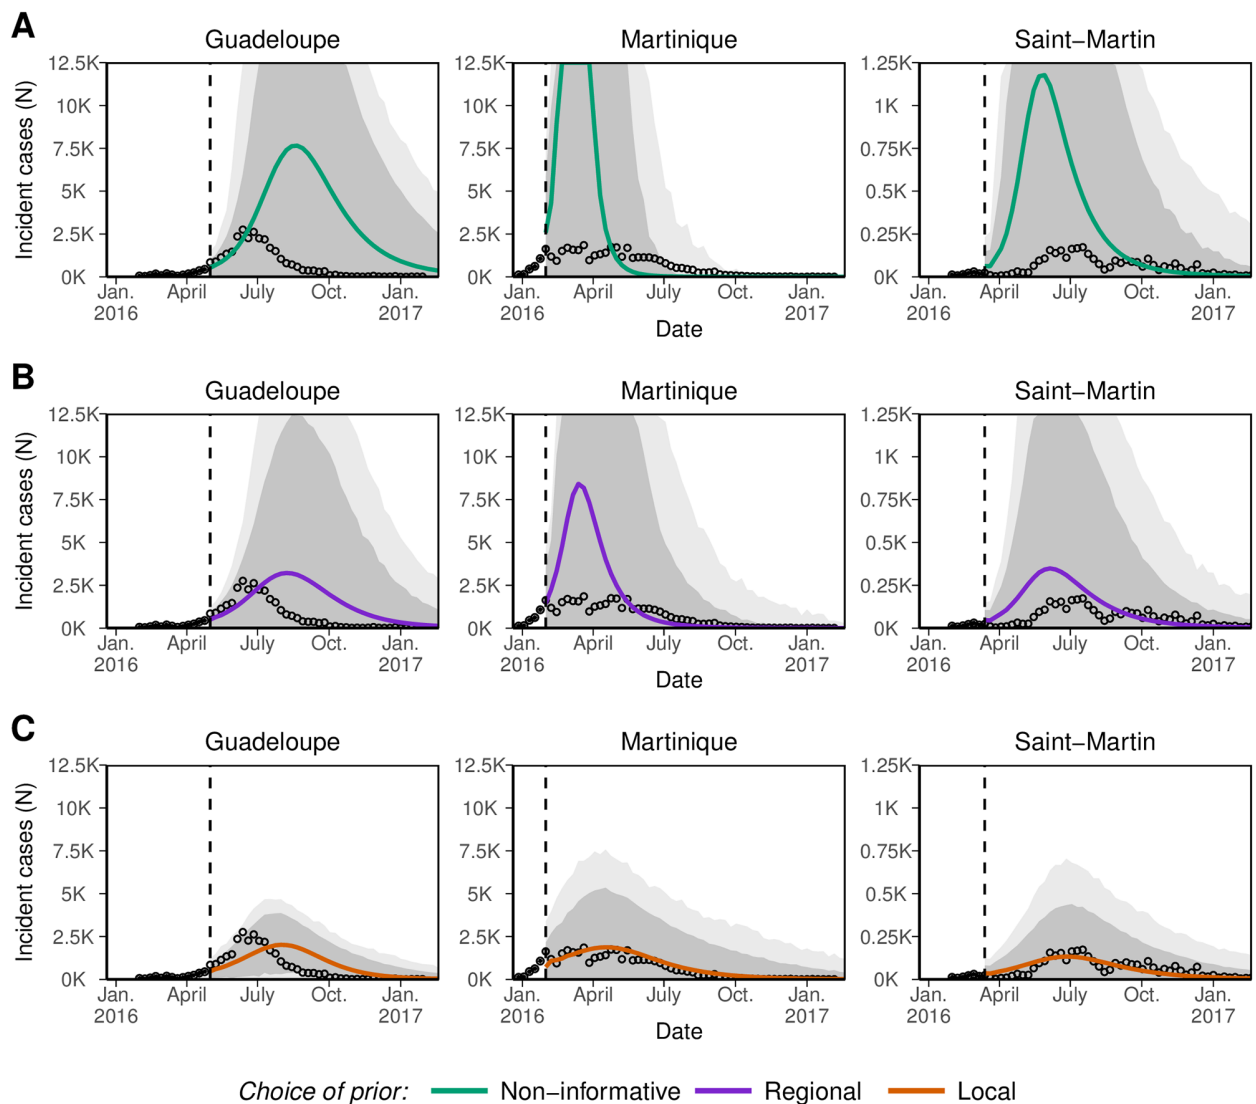 A
Guadeloupe
Martinique
Saint−Martin
Incident cases (N)
12.5K
10K
7.5K
5K
2.5K
0K
12.5K
10K
7.5K
5K
2.5K
0K
1.25K
1K
0.75K
0.5K
0.25K
0K
Jan. 2016
April
July
Oct.
Jan. 2017
Jan. 2016
April
July
Oct.
Jan. 2017
Jan. 2016
April
July
Oct.
Jan. 2017
Date
B
Guadeloupe
Martinique
Saint−Martin
Incident cases (N)
12.5K
10K
7.5K
5K
2.5K
0K
12.5K
10K
7.5K
5K
2.5K
0K
1.25K
1K
0.75K
0.5K
0.25K
0K
Jan. 2016
April
July
Oct.
Jan. 2017
Jan. 2016
April
July
Oct.
Jan. 2017
Jan. 2016
April
July
Oct.
Jan. 2017
Date
C
Guadeloupe
Martinique
Saint−Martin
Incident cases (N)
12.5K
10K
7.5K
5K
2.5K
0K
12.5K
10K
7.5K
5K
2.5K
0K
1.25K
1K
0.75K
0.5K
0.25K
0K
Jan. 2016
April
July
Oct.
Jan. 2017
Jan. 2016
April
July
Oct.
Jan. 2017
Jan. 2016
April
July
Oct.
Jan. 2017
Date
Choice of prior: Non−informative Regional Local